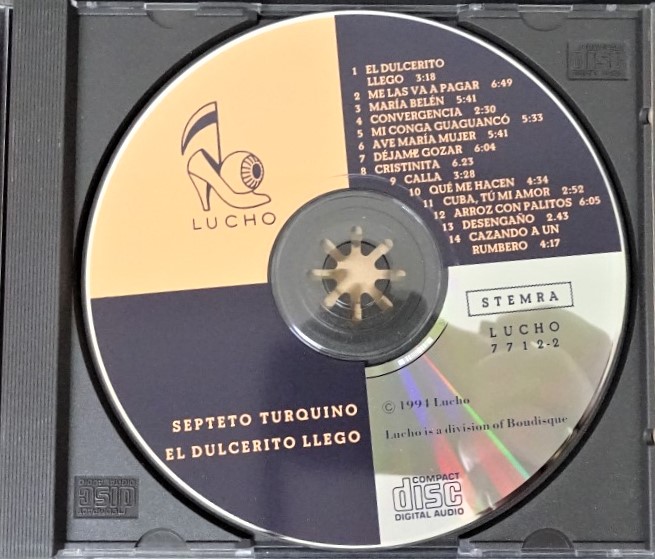 1 EL DULCERITO
LLEGO 3:18
2 ME LAS VA A PAGAR 6:49
3 MARÍA BELÉN 5:41
4 CONVERGENCIA 2:30
5 MI CONGA GUAGUANCÓ 5:33
6 AVE MARÍA MUJER 5:41
7 DÉJAME GOZAR 6:04
8 CRISTINITA 6.23
9 CALLA 3:28
10 QUÉ ME HACEN 4:34
11 CUBA, TÚ MI AMOR 2:52
12 ARROZ CON PALITOS 6:05
13 DESENGAÑO 2.43
14 CAZANDO A UN
RUMBERO 4:17
LUCHO
STEMRA
LUCHO
7712-2
SEPTETO TURQUINO
EL DULCERITO LLEGO
© 1994 Lucho
Lucho is a division of Boudisque
COMPACT
disc
DIGITAL AUDIO